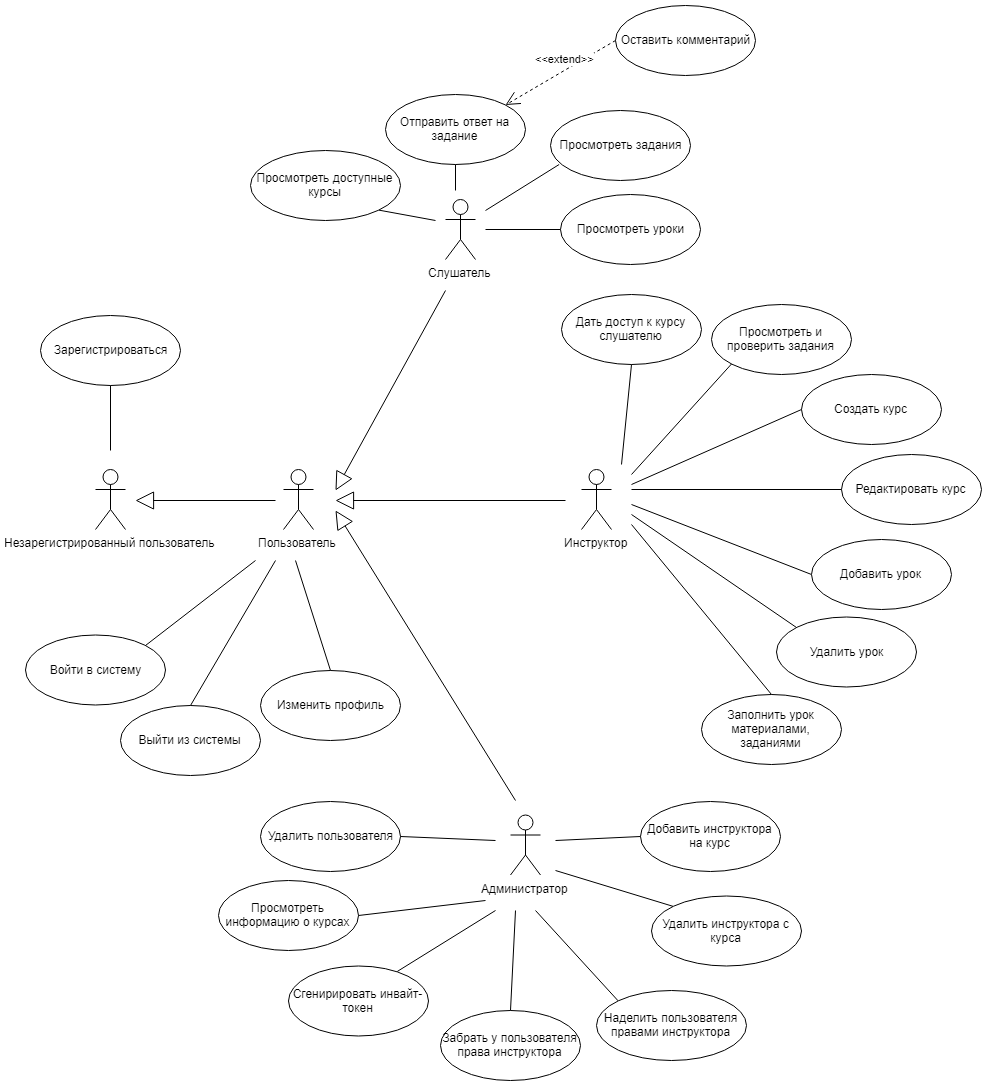 Оставить комментарий
<<extend>>
Отправить ответ на
задание
Просмотреть задания
Просмотреть доступные
курсы
Просмотреть уроки
Слушатель
Дать доступ к курсу
слушателю
Просмотреть и
проверить задания
Зарегистрироваться
Создать курс
Редактировать курс
Незарегистрированный пользователь
Пользователь
Инструктор
Добавить урок
Удалить урок
Войти в систему
Изменить профиль
Выйти из системы
Заполнить урок
материалами,
заданиями
Удалить пользователя
Добавить инструктора
на курс
Администратор
Просмотреть
информацию о курсах
Удалить инструктора с
курса
Сгенирировать инвайт-
токен
Забрать у пользователя
права инструктора
Наделить пользователя
правами инструктора